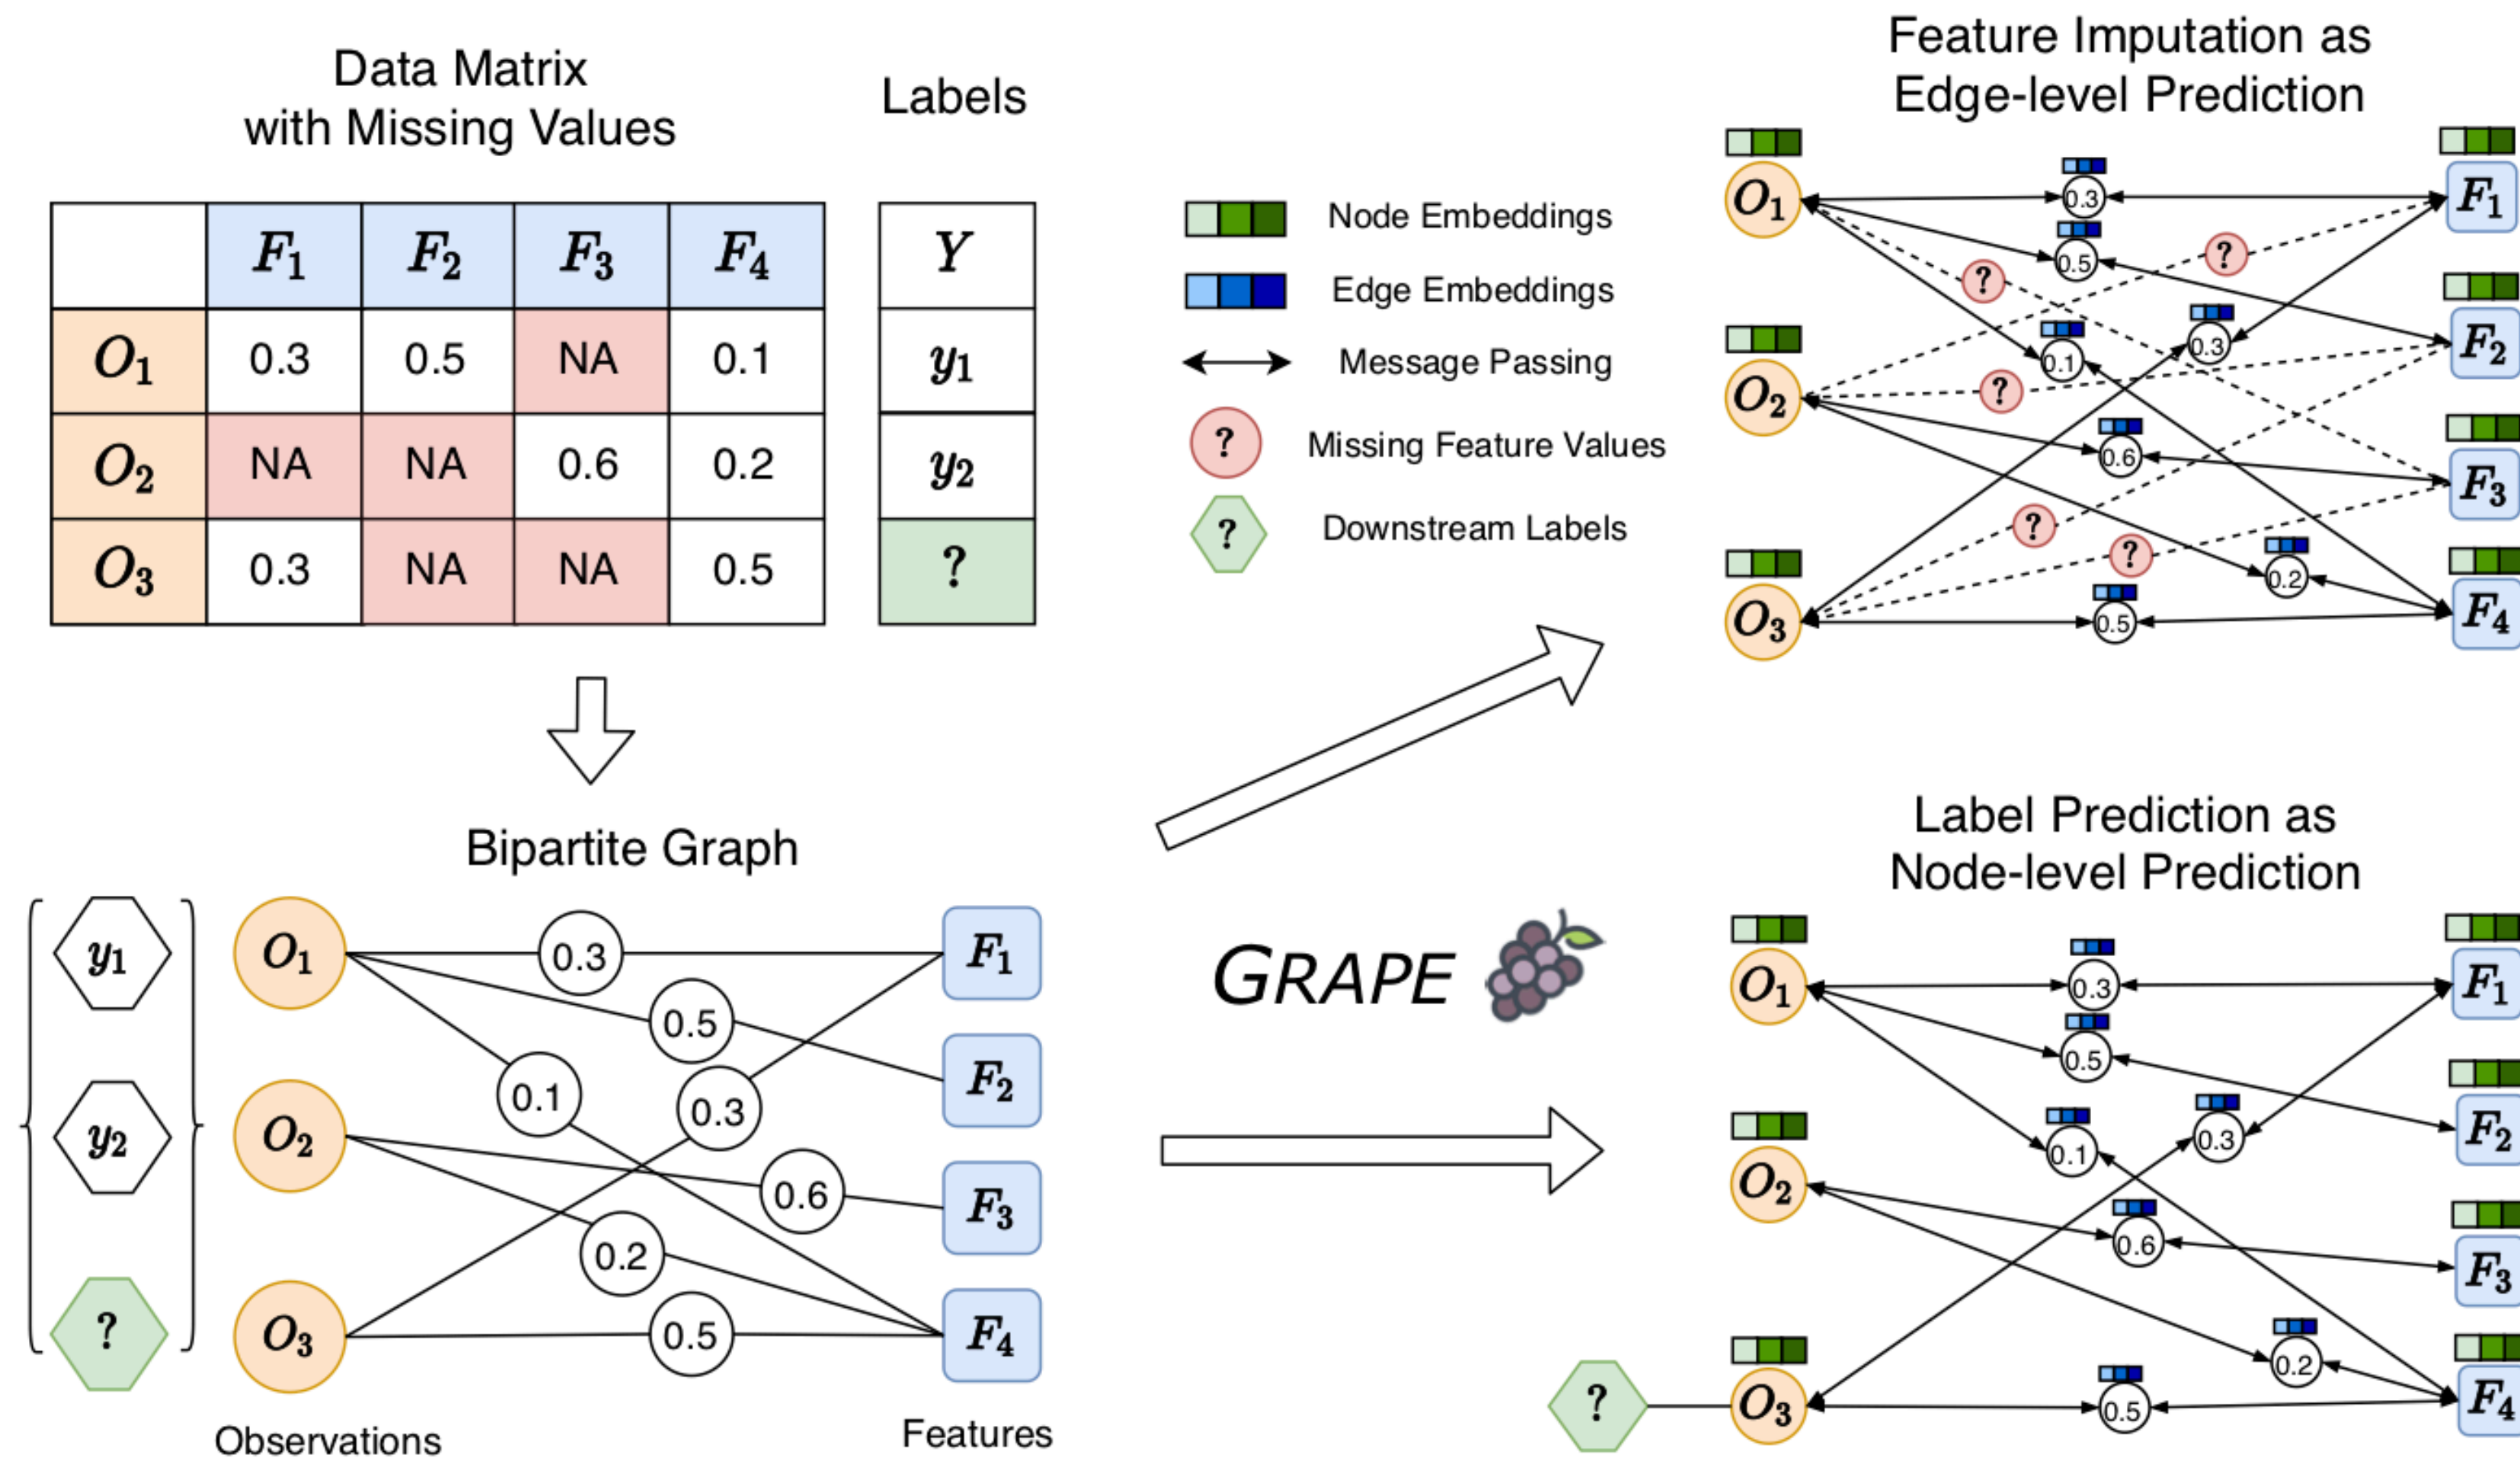 Data Matrix
with Missing Values
Labels
F₁ F₂ F₃ F₄ Y
O₁ 0.3 0.5 NA 0.1 y₁
O₂ NA NA 0.6 0.2 y₂
O₃ 0.3 NA NA 0.5 ?
Node Embeddings
Edge Embeddings
Message Passing
? Missing Feature Values
? Downstream Labels
Feature Imputation as
Edge-level Prediction
O₁ 0.3 F₁
0.5 ?
?
O₂ 0.1 0.3 F₂
?
0.6 F₃
?
?
0.2
O₃ 0.5 F₄
Bipartite Graph
y₁ O₁ 0.3 F₁
0.5
0.1 0.3 F₂
y₂ O₂
0.6 F₃
0.2
? O₃ 0.5 F₄
Observations Features
GRAPE
Label Prediction as
Node-level Prediction
O₁ 0.3 F₁
0.5
0.1 0.3 F₂
O₂
0.6 F₃
0.2
? O₃ 0.5 F₄